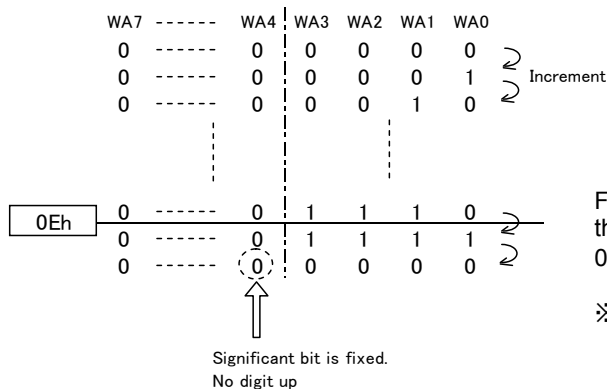 WA7 ------ WA4 WA3 WA2 WA1 WA0
0 ------ 0 0 0 0 0
0 ------ 0 0 0 0 1
Increment
0 ------ 0 0 0 1 0
0 ------ 0 1 1 1 0
0Eh
0 ------ 0 1 1 1 1
0 ------ 0 0 0 0 0
F
th
0
※
Significant bit is fixed.
No digit up